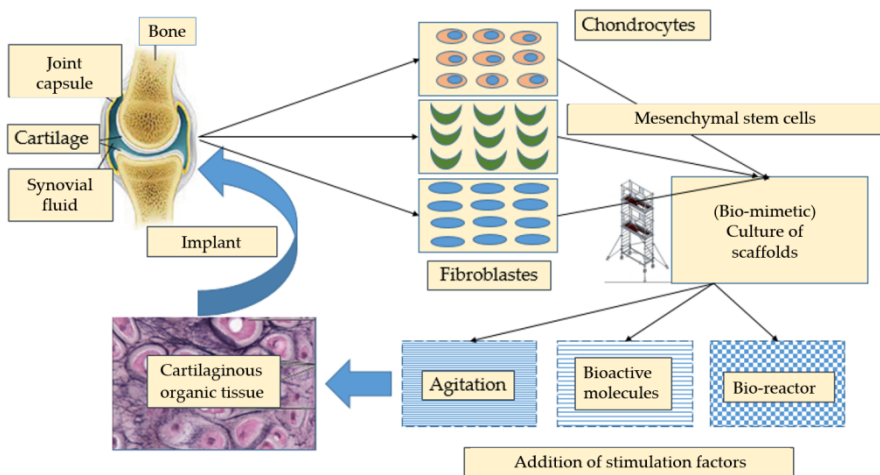 Bone
Joint
capsule
Cartilage
Synovial
fluid
Implant
Chondrocytes
Mesenchymal stem cells
Fibroblastes
(Bio-mimetic)
Culture of
scaffolds
Cartilaginous
organic tissue
Agitation
Bioactive
molecules
Bio-reactor
Addition of stimulation factors